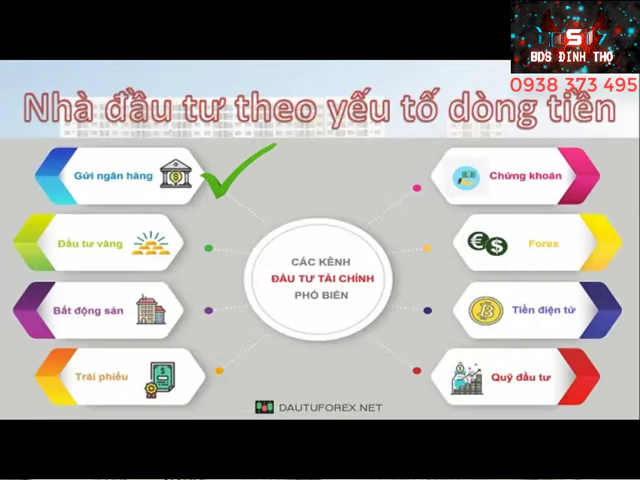 BDS ĐINH THỌ
0938 373 495
Nhà đầu tư theo yếu tố dòng tiền
Gửi ngân hàng
Chứng khoán
Đầu tư vàng
Forex
CÁC KÊNH
ĐẦU TƯ TÀI CHÍNH
PHỔ BIẾN
Bất động sản
Tiền điện tử
Trái phiếu
Quỹ đầu tư
DAUTUFOREX.NET